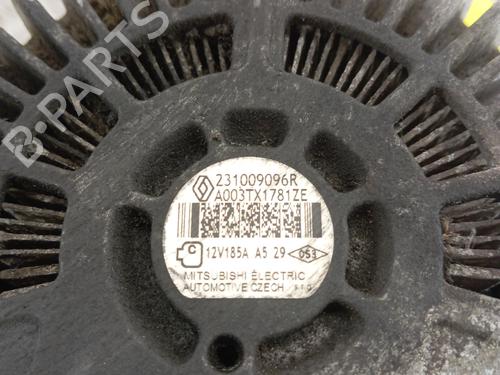 B-PARTS
231009096R
A003TX1781ZE
12V185A A5 29 053
MITSUBISHI ELECTRIC
AUTOMOTIVE CZECH s.r.o